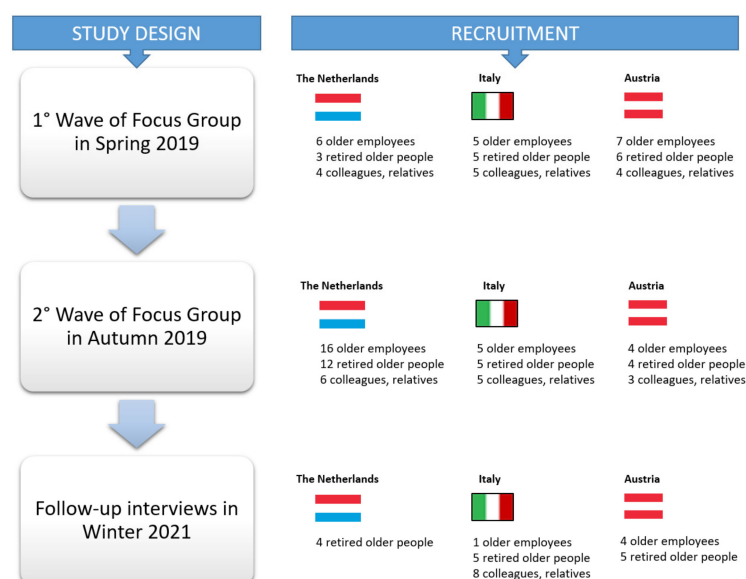 STUDY DESIGN
RECRUITMENT
1° Wave of Focus Group
in Spring 2019
The Netherlands
6 older employees
3 retired older people
4 colleagues, relatives
Italy
5 older employees
5 retired older people
5 colleagues, relatives
Austria
7 older employees
6 retired older people
4 colleagues, relatives
2° Wave of Focus Group
in Autumn 2019
The Netherlands
16 older employees
12 retired older people
6 colleagues, relatives
Italy
5 older employees
5 retired older people
5 colleagues, relatives
Austria
4 older employees
4 retired older people
3 colleagues, relatives
Follow-up interviews in
Winter 2021
The Netherlands
4 retired older people
Italy
1 older employees
5 retired older people
8 colleagues, relatives
Austria
4 older employees
5 retired older people